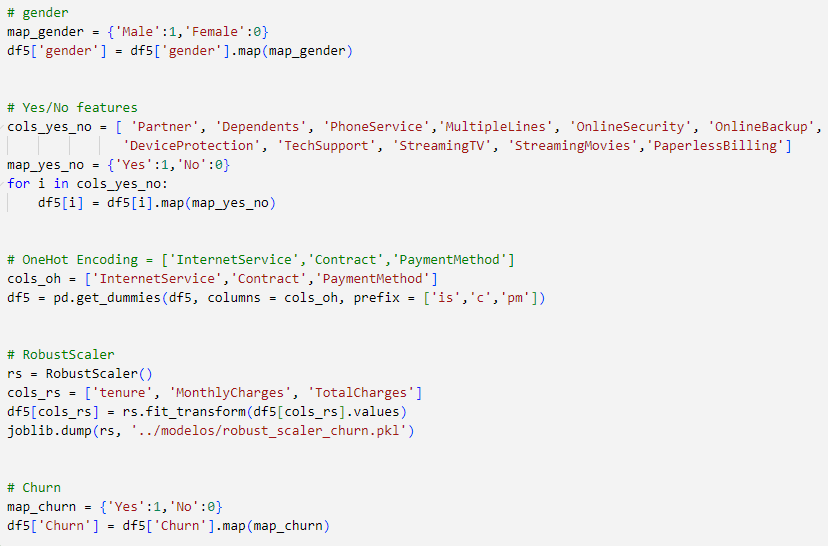 # gender
map_gender = {'Male':1,'Female':0}
df5['gender'] = df5['gender'].map(map_gender)
# Yes/No features
cols_yes_no = [ 'Partner', 'Dependents', 'PhoneService','MultipleLines', 'OnlineSecurity', 'OnlineBackup',
'DeviceProtection', 'TechSupport', 'StreamingTV', 'StreamingMovies','PaperlessBilling']
map_yes_no = {'Yes':1,'No':0}
for i in cols_yes_no:
    df5[i] = df5[i].map(map_yes_no)
# OneHot Encoding = ['InternetService','Contract','PaymentMethod']
cols_oh = ['InternetService','Contract','PaymentMethod']
df5 = pd.get_dummies(df5, columns = cols_oh, prefix = ['is','c','pm'])
# RobustScaler
rs = RobustScaler()
cols_rs = ['tenure', 'MonthlyCharges', 'TotalCharges']
df5[cols_rs] = rs.fit_transform(df5[cols_rs].values)
joblib.dump(rs, '../modelos/robust_scaler_churn.pkl')
# Churn
map_churn = {'Yes':1,'No':0}
df5['Churn'] = df5['Churn'].map(map_churn)